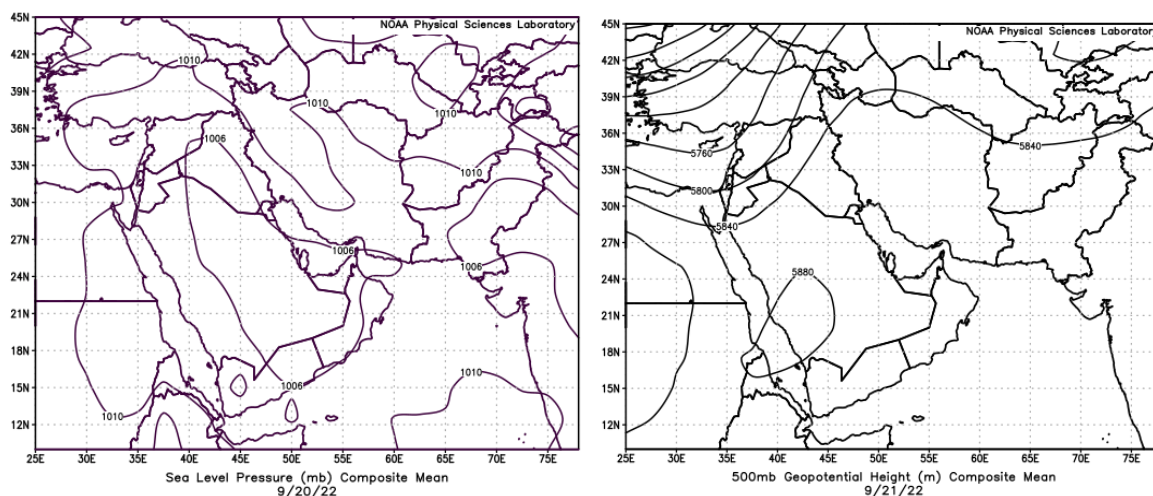 NOAA Physical Sciences Laboratory
45N
42N
39N
36N
33N
30N
27N
24N
21N
18N
15N
12N
1010
1010
1010
1010
1006
1006
1006
1006
1010
1010
25E
30E
35E
40E
45E
50E
55E
60E
65E
70E
75E
Sea Level Pressure (mb) Composite Mean
9/20/22
NOAA Physical Sciences Laboratory
45N
42N
39N
36N
33N
30N
27N
24N
21N
18N
15N
12N
5760
5800
5840
5840
5880
25E
30E
35E
40E
45E
50E
55E
60E
65E
70E
75E
500mb Geopotential Height (m) Composite Mean
9/21/22